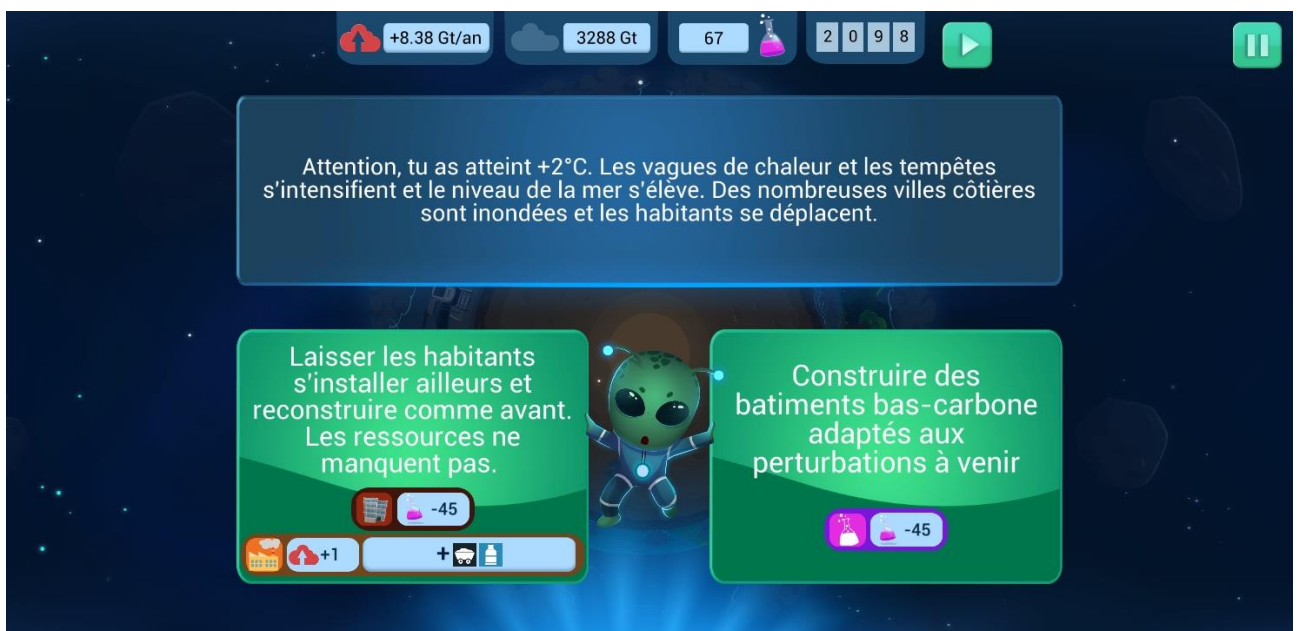 +8.38 Gt/an
3288 Gt
67
2 0 9 8
Attention, tu as atteint +2°C. Les vagues de chaleur et les tempêtes
s'intensifient et le niveau de la mer s'élève. Des nombreuses villes côtières
sont inondées et les habitants se déplacent.
Laisser les habitants
s'installer ailleurs et
reconstruire comme avant.
Les ressources ne
manquent pas.
-45
+1
+
Construire des
batiments bas-carbone
adaptés aux
perturbations à venir
-45